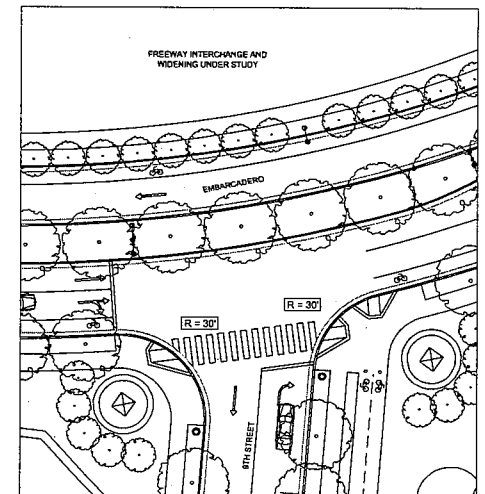 FREEWAY INTERCHANGE AND
WIDENING UNDER STUDY
EMBARCADERO
R = 30'
R = 30'
9TH STREET